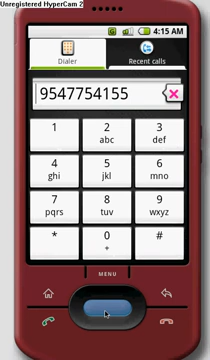 Unregistered HyperCam 2
4:15 AM
Dialer
Recent calls
9547754155
1
2
abc
3
def
4
ghi
5
jkl
6
mno
7
pqrs
8
tuv
9
wxyz
*
0
+
#
MENU